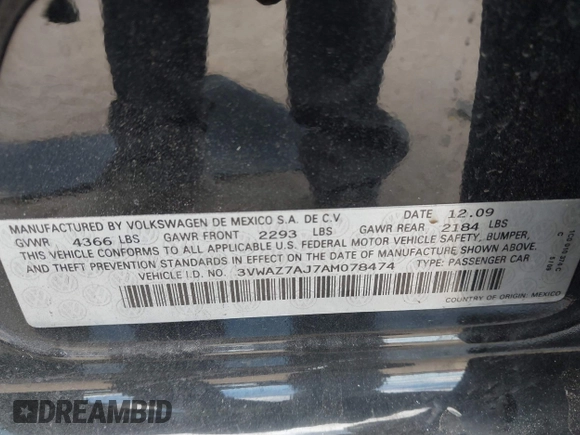 MANUFACTURED BY VOLKSWAGEN DE MEXICO S.A. DE C.V DATE 12.09
GVWR 4366 LBS GAWR FRONT 2293 LBS GAWR REAR 2184 LBS
THIS VEHICLE CONFORMS TO ALL APPLICABLE U.S. FEDERAL MOTOR VEHICLE SAFETY, BUMPER,
AND THEFT PREVENTION STANDARDS IN EFFECT ON THE DATE OF MANUFACTURE SHOWN ABOVE.
VEHICLE I.D. NO. 3VWAZ7AJ7AM078474 TYPE: PASSENGER CAR
COUNTRY OF ORIGIN: MEXICO
DREAMBID